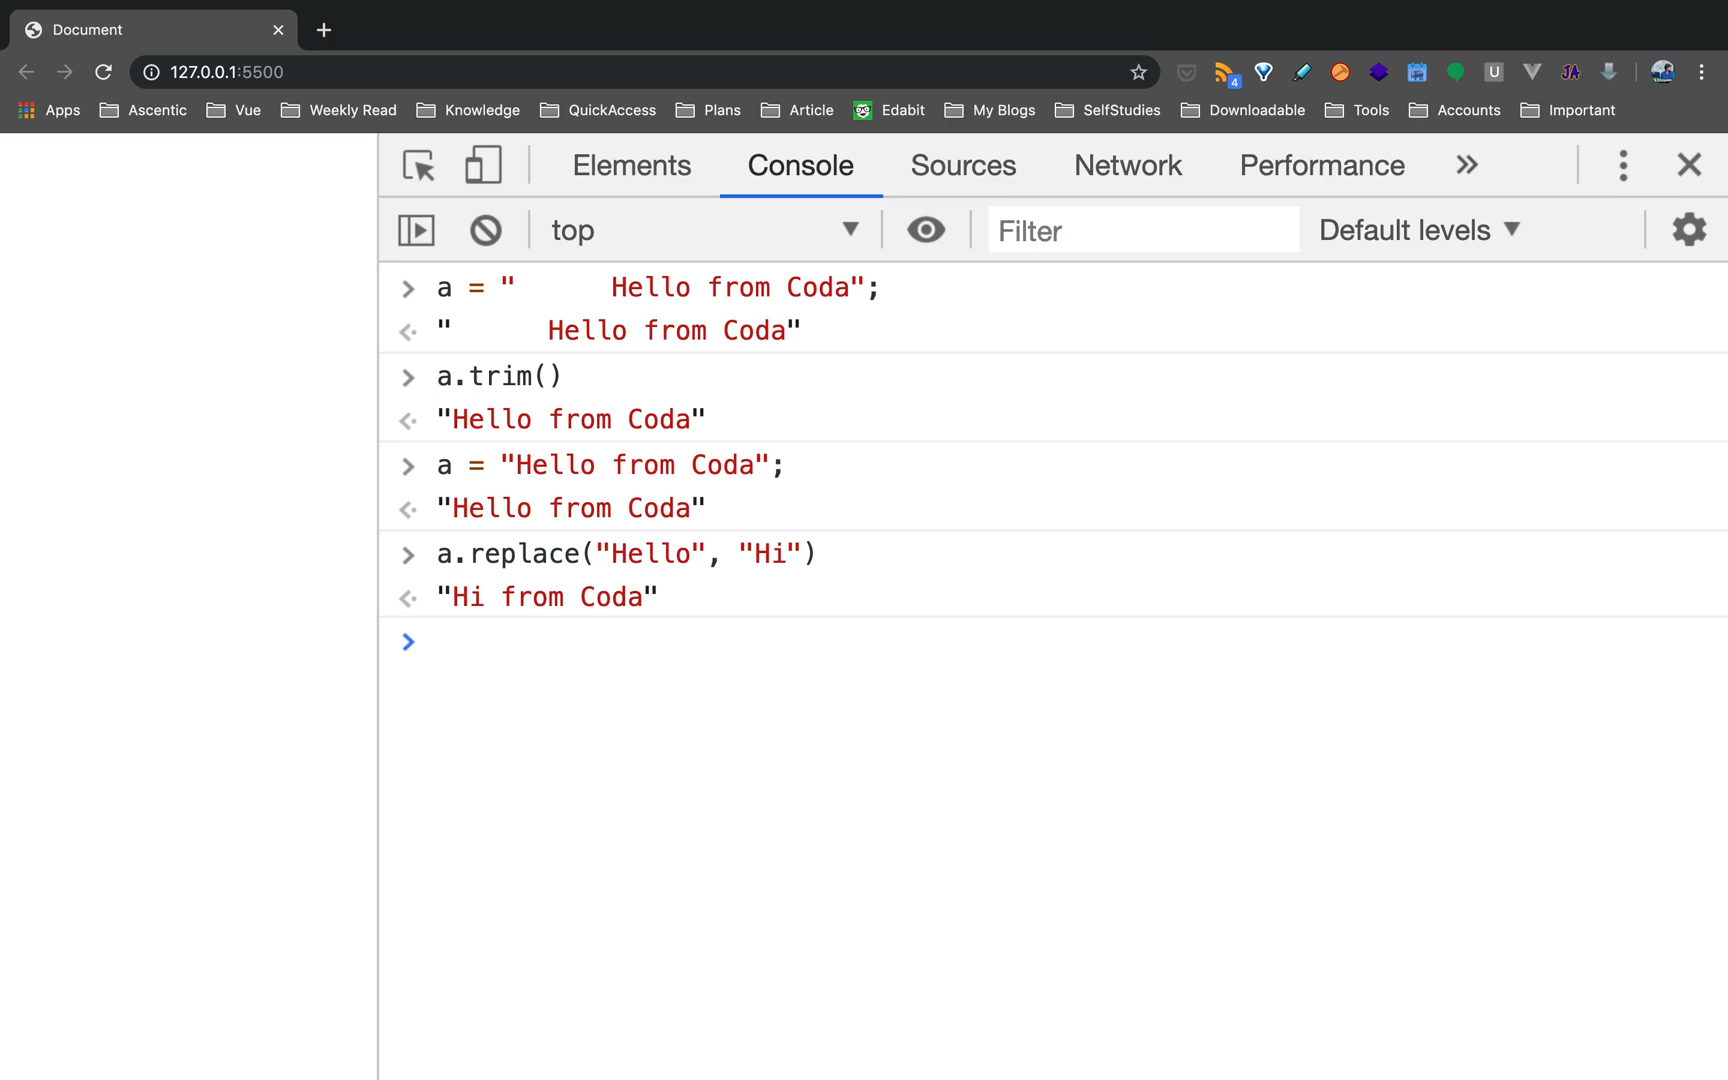 Document
127.0.0.1:5500
4 U JA
Apps Ascentic Vue Weekly Read Knowledge QuickAccess Plans Article Edabit My Blogs SelfStudies Downloadable Tools Accounts Important
Elements Console Sources Network Performance
top Filter Default levels
> a = "      Hello from Coda";
"      Hello from Coda"
> a.trim()
"Hello from Coda"
> a = "Hello from Coda";
"Hello from Coda"
> a.replace("Hello", "Hi")
"Hi from Coda"
>